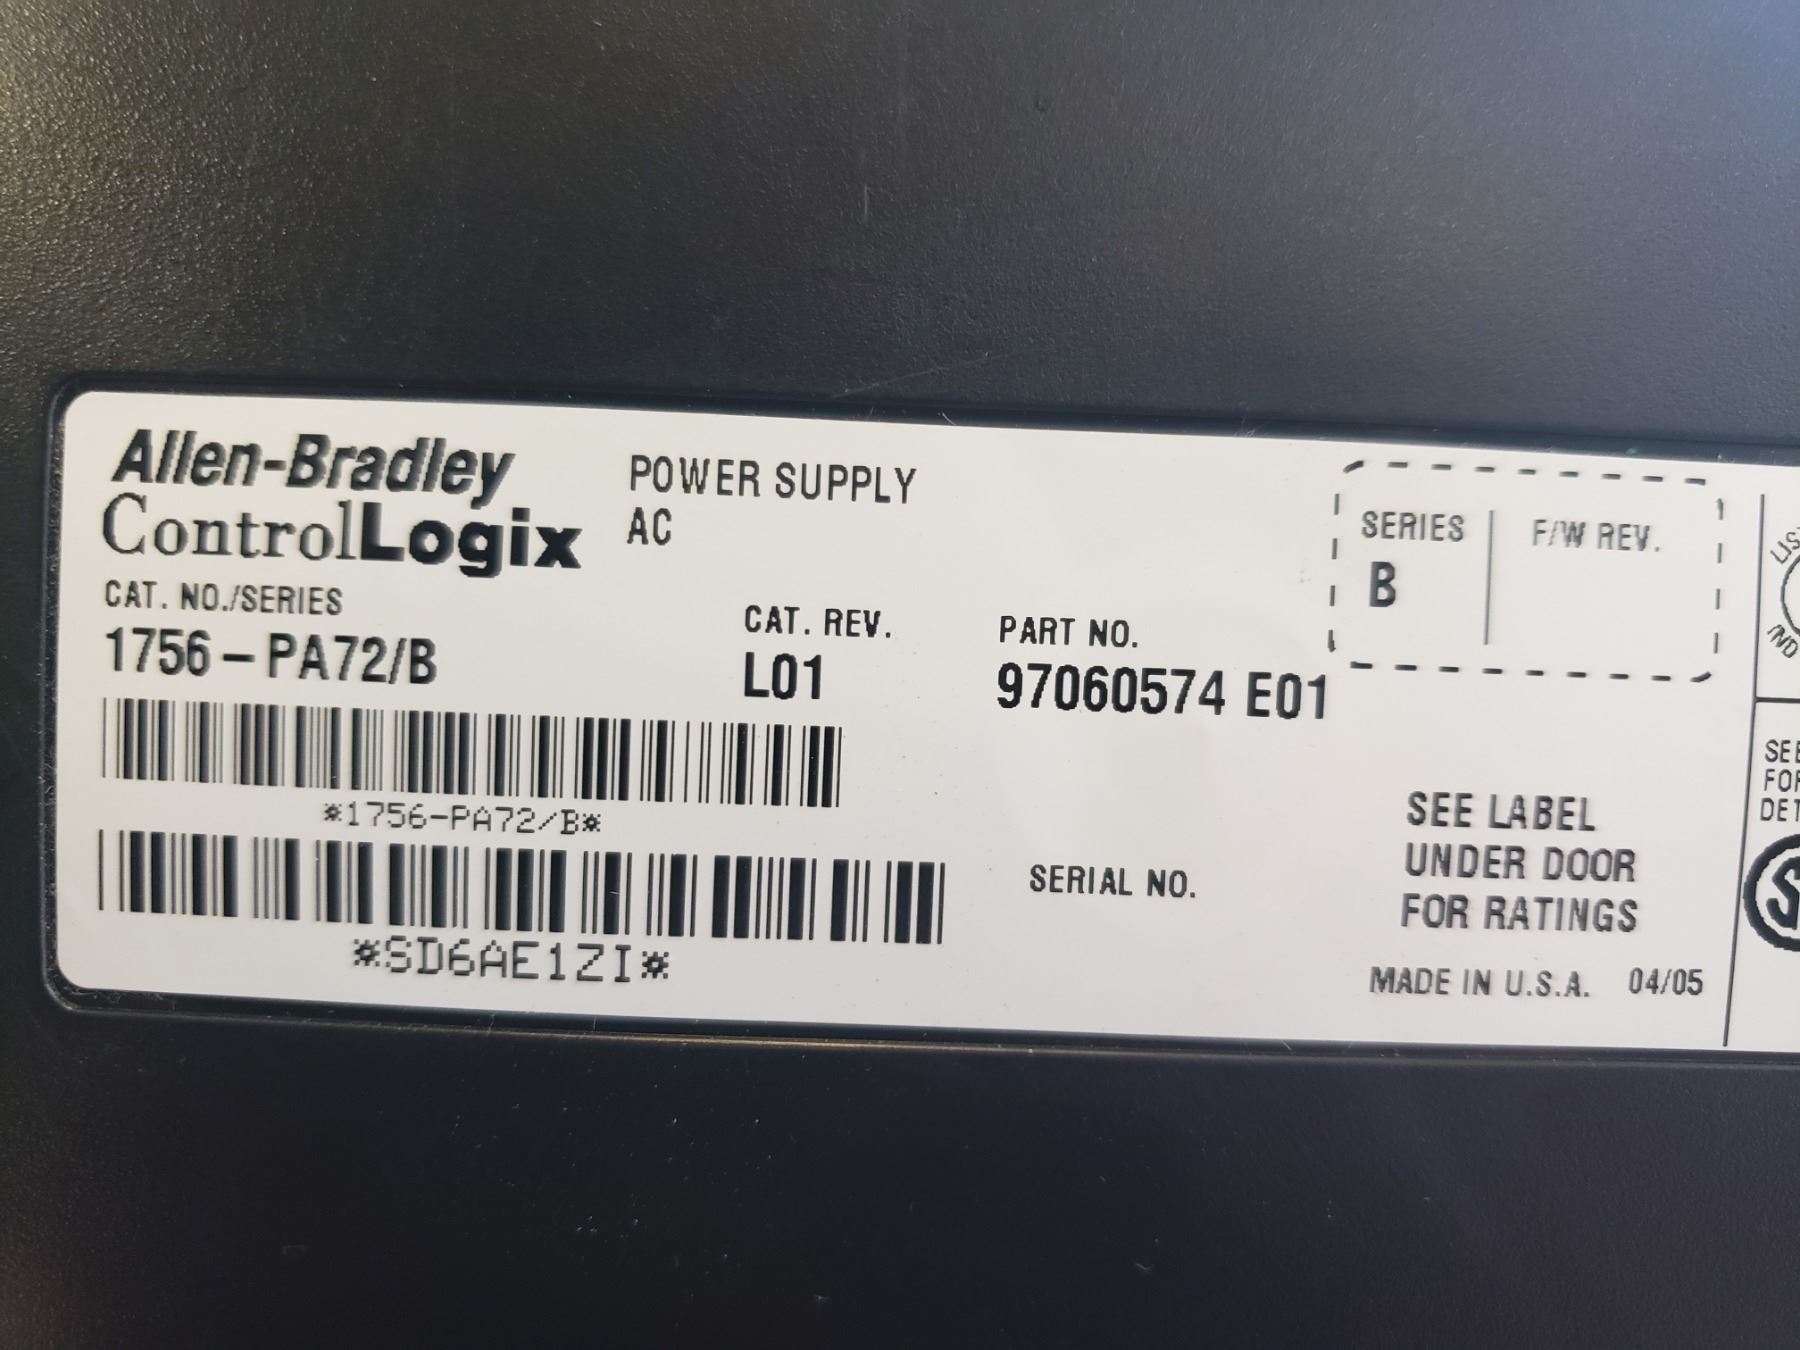 Allen-Bradley
ControlLogix
POWER SUPPLY
AC
SERIES
B
F/W REV.
CAT. NO./SERIES
1756-PA72/B
CAT. REV.
L01
PART NO.
97060574 E01
*1756-PA72/B*
*SD6AE1ZI*
SERIAL NO.
SEE LABEL
UNDER DOOR
FOR RATINGS
MADE IN U.S.A. 04/05